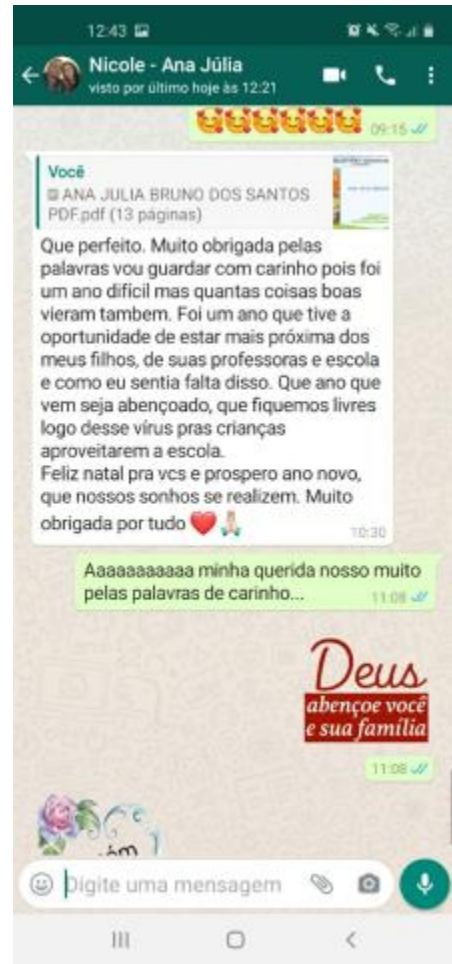 12:43
Nicole - Ana Júlia
visto por último hoje às 12:21
09:15
Você
ANA JULIA BRUNO DOS SANTOS
PDF.pdf (13 páginas)
Que perfeito. Muito obrigada pelas
palavras vou guardar com carinho pois foi
um ano difícil mas quantas coisas boas
vieram tambem. Foi um ano que tive a
oportunidade de estar mais próxima dos
meus filhos, de suas professoras e escola
e como eu sentia falta disso. Que ano que
vem seja abençoado, que fiquemos livres
logo desse vírus pras crianças
aproveitarem a escola.
Feliz natal pra vcs e prospero ano novo,
que nossos sonhos se realizem. Muito
obrigada por tudo ❤️🙏🏻
10:30
Aaaaaaaaaaa minha querida nosso muito
pelas palavras de carinho...
11:08
Deus
abençoe você
e sua família
11:08
Digite uma mensagem